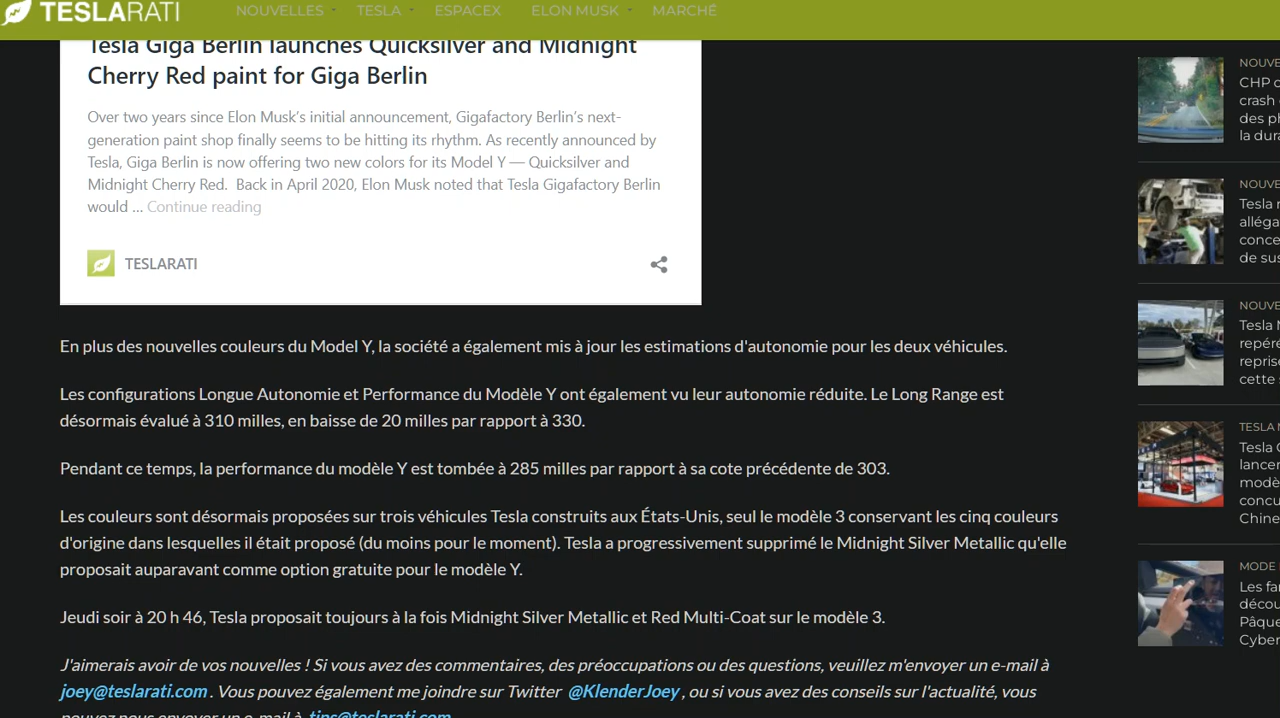 TESLARATI
NOUVELLES TESLA ESPACEX ELON MUSK MARCHÉ
Tesla Giga Berlin launches Quicksilver and Midnight
Cherry Red paint for Giga Berlin
Over two years since Elon Musk's initial announcement, Gigafactory Berlin's next-
generation paint shop finally seems to be hitting its rhythm. As recently announced by
Tesla, Giga Berlin is now offering two new colors for its Model Y — Quicksilver and
Midnight Cherry Red. Back in April 2020, Elon Musk noted that Tesla Gigafactory Berlin
would ... Continue reading
TESLARATI
En plus des nouvelles couleurs du Model Y, la société a également mis à jour les estimations d'autonomie pour les deux véhicules.
Les configurations Longue Autonomie et Performance du Modèle Y ont également vu leur autonomie réduite. Le Long Range est
désormais évalué à 310 milles, en baisse de 20 milles par rapport à 330.
Pendant ce temps, la performance du modèle Y est tombée à 285 milles par rapport à sa cote précédente de 303.
Les couleurs sont désormais proposées sur trois véhicules Tesla construits aux États-Unis, seul le modèle 3 conservant les cinq couleurs
d'origine dans lesquelles il était proposé (du moins pour le moment). Tesla a progressivement supprimé le Midnight Silver Metallic qu'elle
proposait auparavant comme option gratuite pour le modèle Y.
Jeudi soir à 20 h 46, Tesla proposait toujours à la fois Midnight Silver Metallic et Red Multi-Coat sur le modèle 3.
J'aimerais avoir de vos nouvelles ! Si vous avez des commentaires, des préoccupations ou des questions, veuillez m'envoyer un e-mail à
joey@teslarati.com . Vous pouvez également me joindre sur Twitter @KlenderJoey , ou si vous avez des conseils sur l'actualité, vous
pouvez nous envoyer un e-mail à tips@teslarati.com
NOUVE
CHP
crash
des ph
la dura
NOUVE
Tesla
alléga
conce
de sus
NOUVE
Tesla
repéré
reprise
cette
TESLA
Tesla
lancer
modè
concu
Chine
MODE
Les fa
décou
Pâque
Cyber